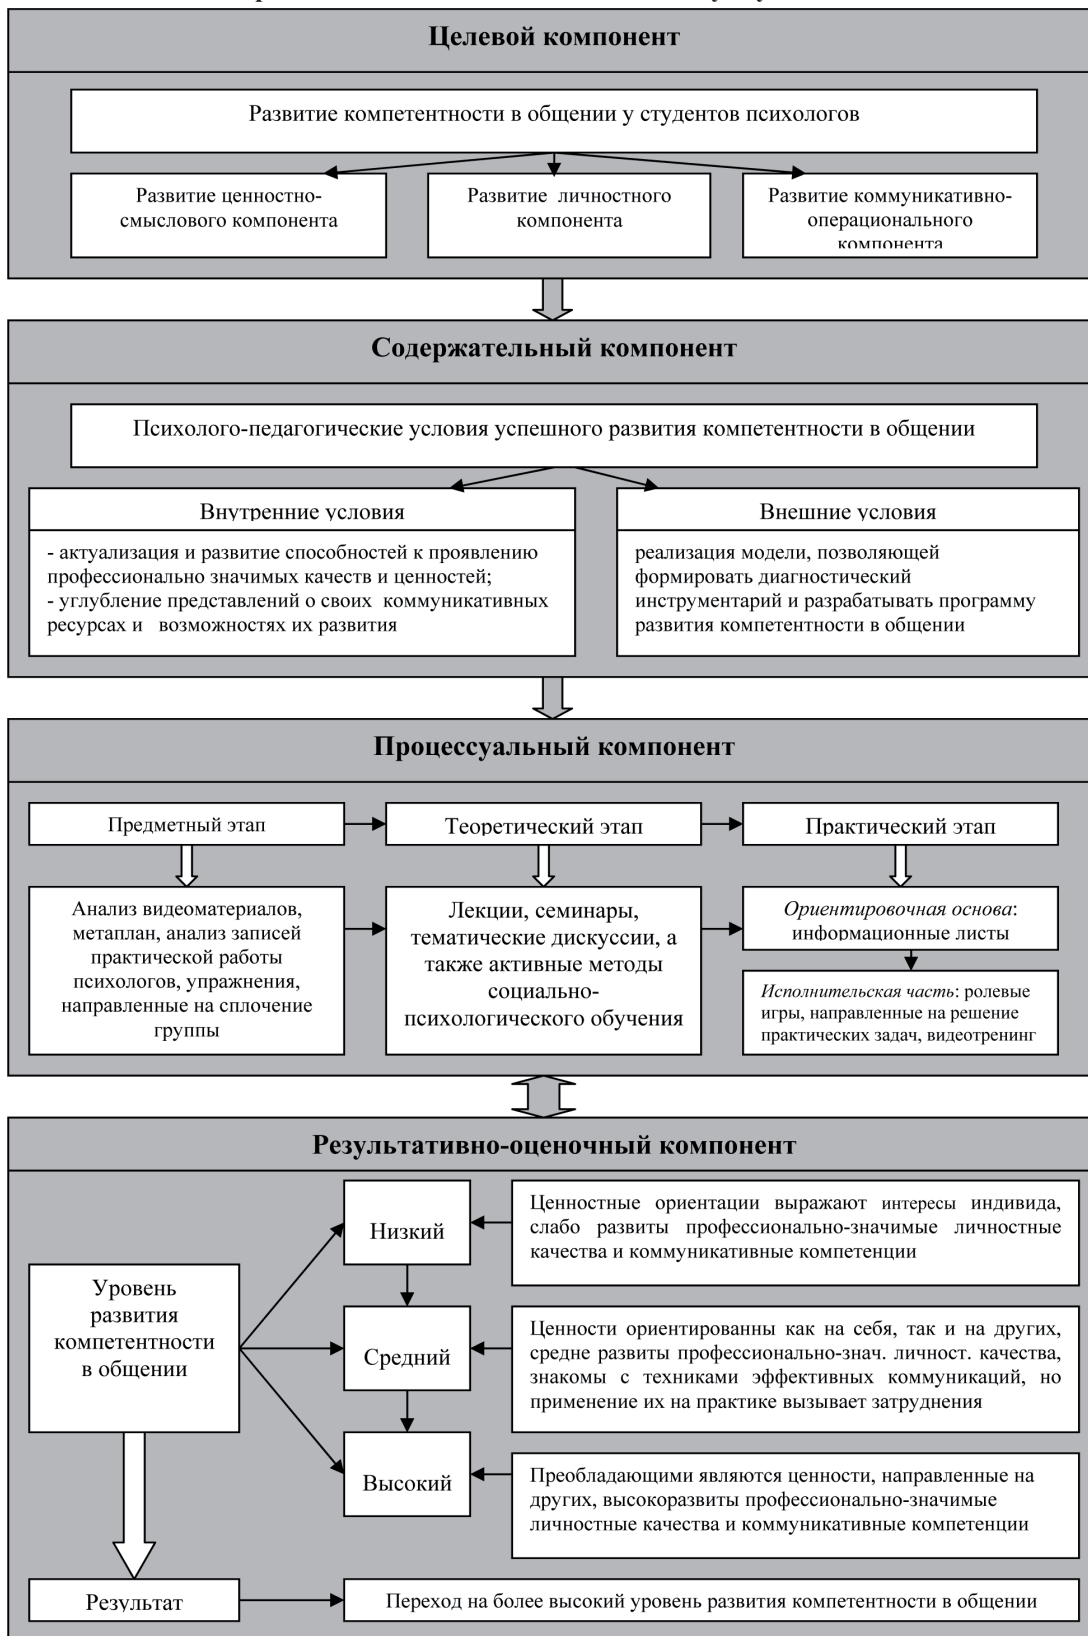 Целевой компонент
Развитие компетентности в общении у студентов психологов
Развитие ценностно-
смыслового компонента
Развитие личностного
компонента
Развитие коммуникативно-
операционального
компонента
Содержательный компонент
Психолого-педагогические условия успешного развития компетентности в общении
Внутренние условия
- актуализация и развитие способностей к проявлению
профессионально значимых качеств и ценностей;
- углубление представлений о своих коммуникативных
ресурсах и возможностях их развития
Внешние условия
реализация модели, позволяющей
формировать диагностический
инструментарий и разрабатывать программу
развития компетентности в общении
Процессуальный компонент
Предметный этап
Теоретический этап
Практический этап
Анализ видеоматериалов,
метаплан, анализ записей
практической работы
психологов, упражнения,
направленные на сплочение
группы
Лекции, семинары,
тематические дискуссии, а
также активные методы
социально-
психологического обучения
Ориентировочная основа:
информационные листы
Исполнительская часть: ролевые
игры, направленные на решение
практических задач, видеотренинг
Результативно-оценочный компонент
Уровень
развития
компетентности
в общении
Низкий
Ценностные ориентации выражают интересы индивида,
слабо развиты профессионально-значимые личностные
качества и коммуникативные компетенции
Средний
Ценности ориентированны как на себя, так и на других,
средне развиты профессионально-знач. личност. качества,
знакомы с техниками эффективных коммуникаций, но
применение их на практике вызывает затруднения
Высокий
Преобладающими являются ценности, направленные на
других, высокоразвиты профессионально-значимые
личностные качества и коммуникативные компетенции
Результат
Переход на более высокий уровень развития компетентности в общении